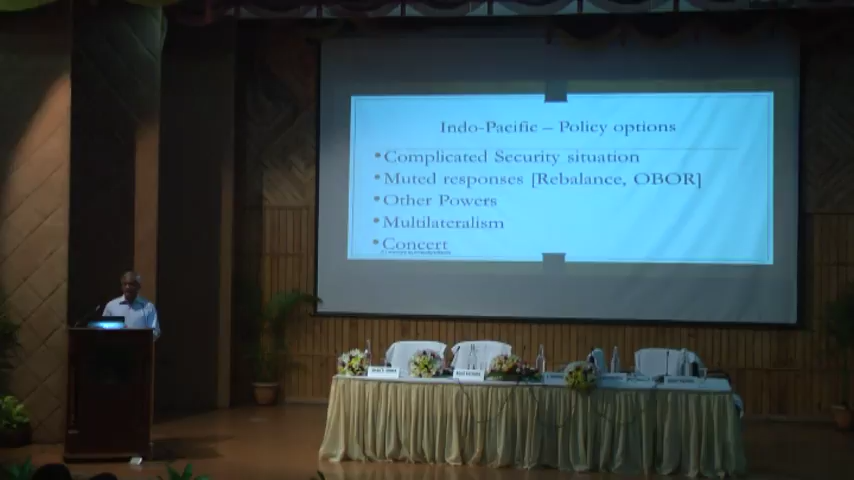 Indo-Pacific – Policy options
•Complicated Security situation
•Muted responses [Rebalance, OBOR]
•Other Powers
•Multilateralism
•Concert